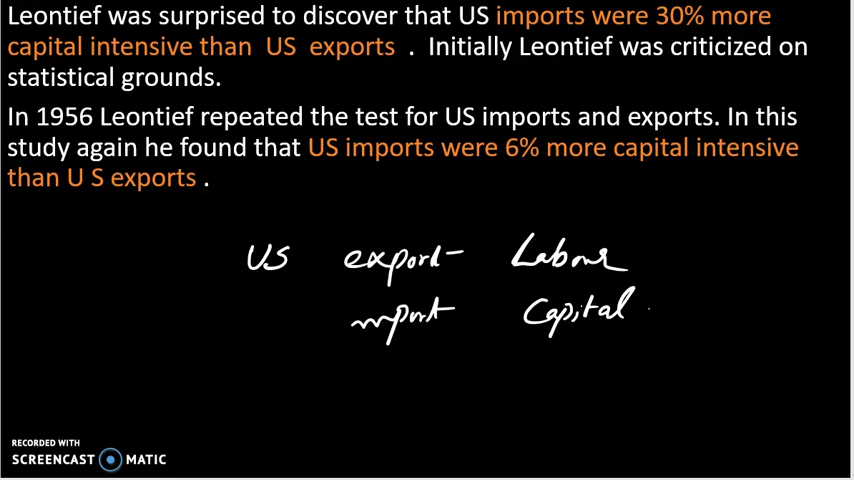 Leontief was surprised to discover that US imports were 30% more
capital intensive than US exports . Initially Leontief was criticized on
statistical grounds.
In 1956 Leontief repeated the test for US imports and exports. In this
study again he found that US imports were 6% more capital intensive
than U S exports .
US export - Labour
import Capital
RECORDED WITH
SCREENCAST MATIC